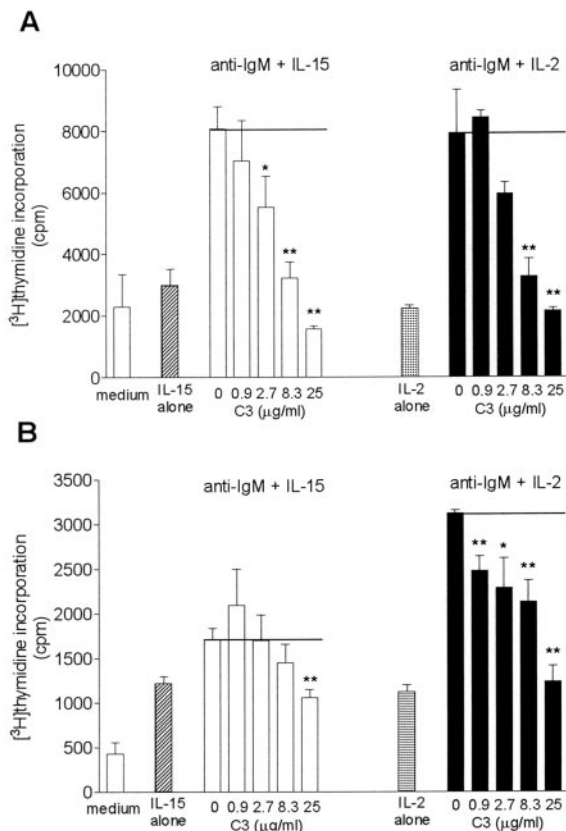 A
anti-IgM + IL-15
anti-IgM + IL-2
[³H]thymidine incorporation
(cpm)
10000
8000
6000
4000
2000
0
*
**
**
**
**
medium
IL-15
alone
0 0.9 2.7 8.3 25
C3 (μg/ml)
IL-2
alone
0 0.9 2.7 8.3 25
C3 (μg/ml)
B
anti-IgM + IL-15
anti-IgM + IL-2
[³H]thymidine incorporation
(cpm)
3500
3000
2500
2000
1500
1000
500
0
**
**
*
**
**
medium
IL-15
alone
0 0.9 2.7 8.3 25
C3 (μg/ml)
IL-2
alone
0 0.9 2.7 8.3 25
C3 (μg/ml)